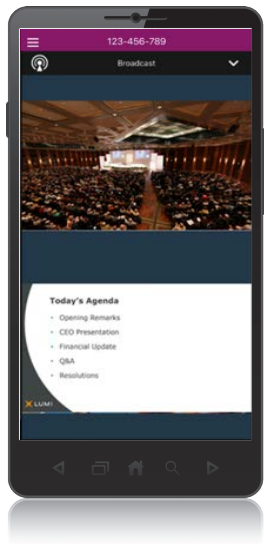 123-456-789
Broadcast
Today's Agenda
• Opening Remarks
• CEO Presentation
• Financial Update
• Q&A
• Resolutions
LUMI